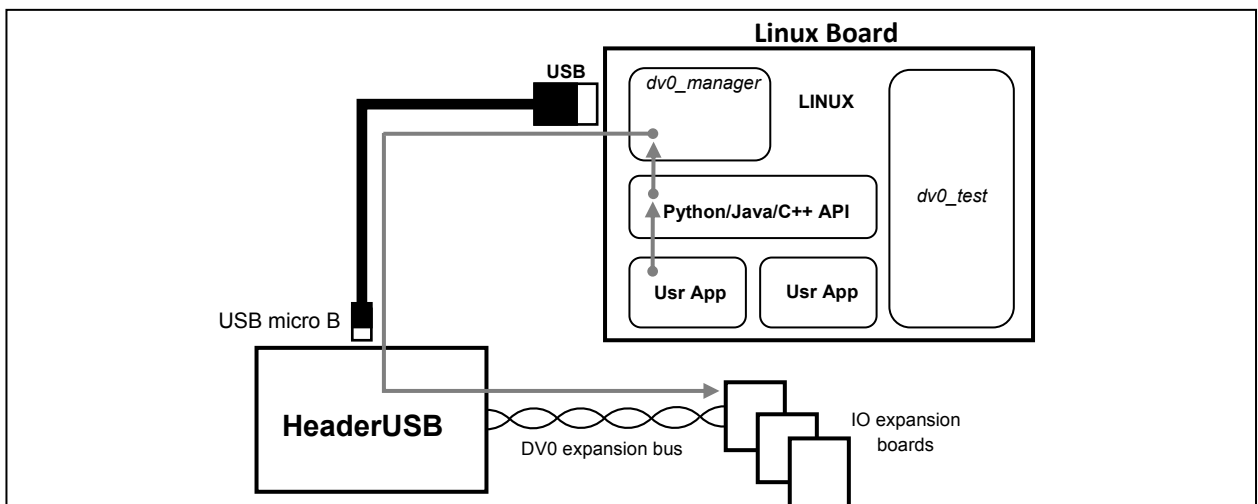 Linux Board
USB
dv0_manager
LINUX
dv0_test
Python/Java/C++ API
Usr App
Usr App
USB micro B
HeaderUSB
DV0 expansion bus
IO expansion
boards